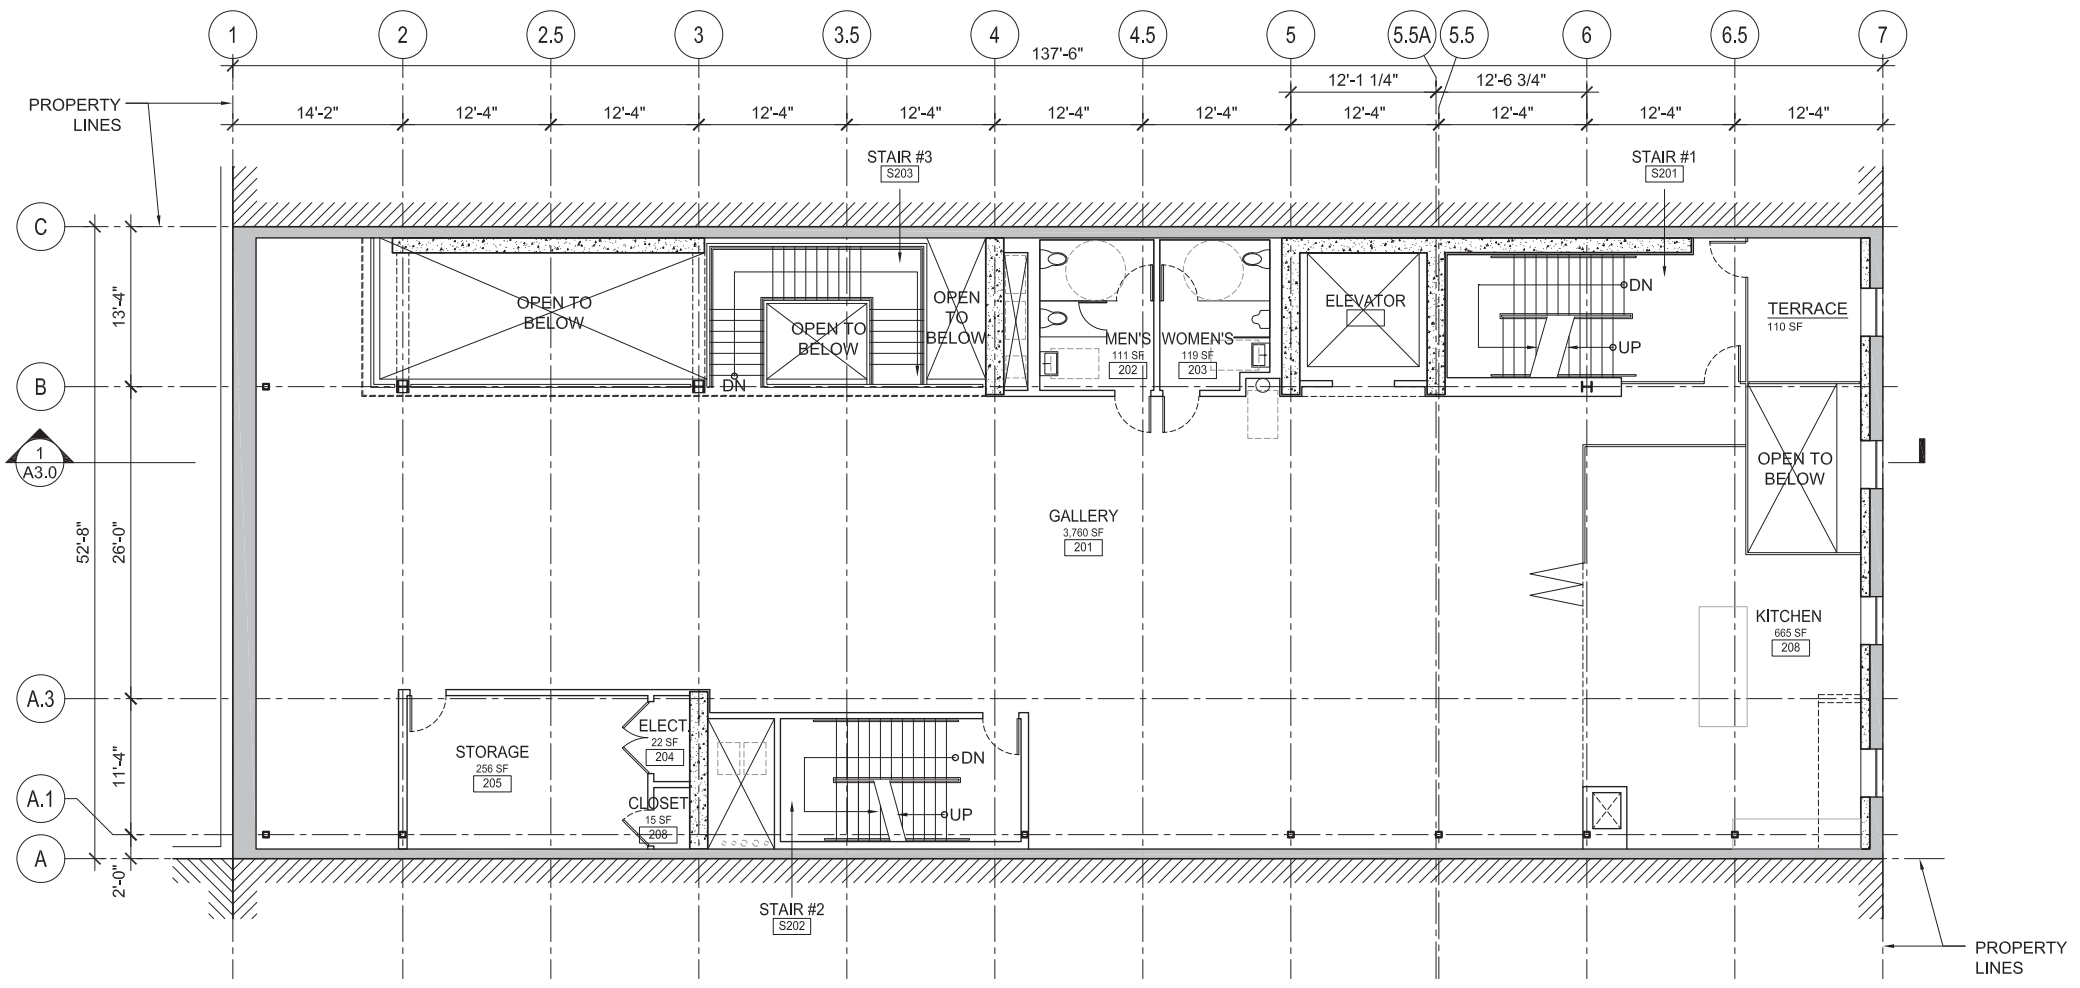 1 2 2.5 3 3.5 4 4.5 5 5.5A 5.5 6 6.5 7
137'-6"
12'-1 1/4" 12'-6 3/4"
PROPERTY
LINES
14'-2" 12'-4" 12'-4" 12'-4" 12'-4" 12'-4" 12'-4" 12'-4" 12'-4" 12'-4" 12'-4"
STAIR #3
S203
STAIR #1
S201
C
B
1
A3.0
A.3
A.1
A
52'-8"
13'-4"
26'-0"
11'-4"
2'-0"
OPEN TO
BELOW
OPEN TO
BELOW
DN
OPEN
TO
BELOW
MEN'S
111 SF
202
WOMEN'S
119 SF
203
ELEVATOR
DN
UP
TERRACE
110 SF
OPEN TO
BELOW
GALLERY
3,760 SF
201
KITCHEN
665 SF
208
STORAGE
256 SF
205
ELECT.
22 SF
204
CLOSET
15 SF
208
DN
UP
STAIR #2
S202
PROPERTY
LINES